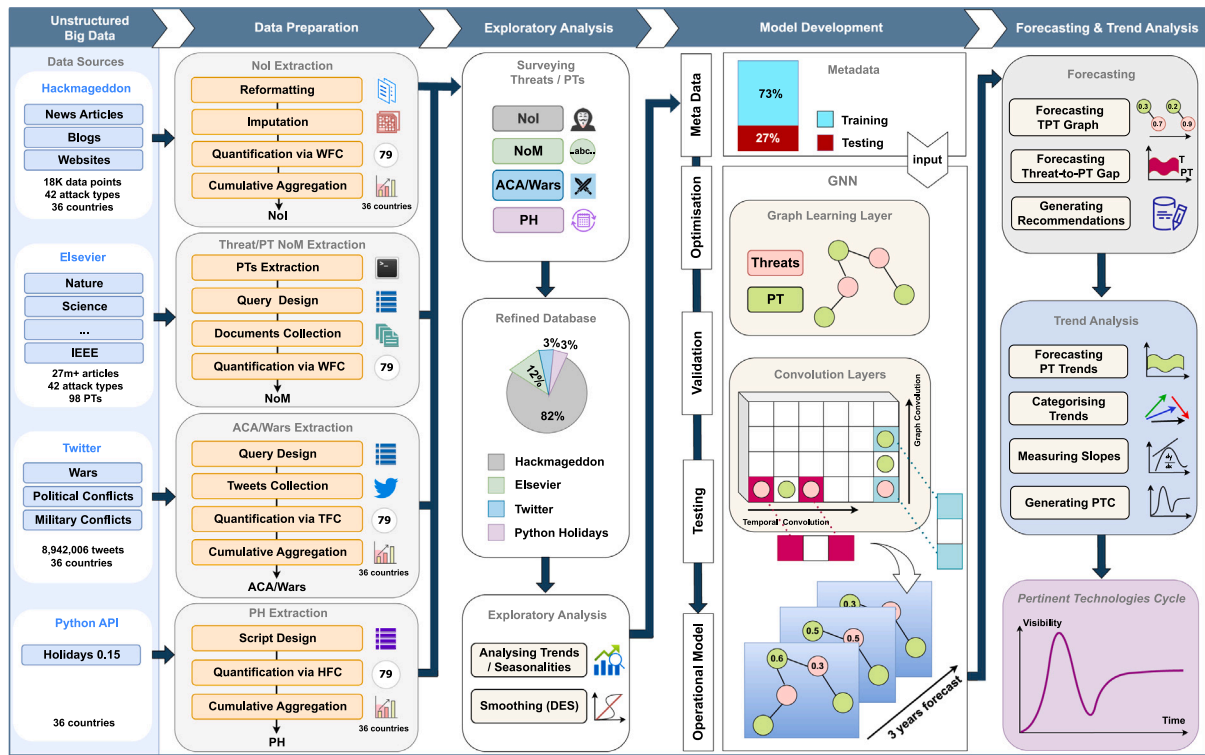 Unstructured
Big Data
Data Preparation
Exploratory Analysis
Model Development
Forecasting & Trend Analysis
Data Sources
Hackmageddon
News Articles
Blogs
Websites
18K data points
42 attack types
36 countries
Elsevier
Nature
Science
...
IEEE
27m+ articles
42 attack types
98 PTs
Twitter
Wars
Political Conflicts
Military Conflicts
8,942,006 tweets
36 countries
Python API
Holidays 0.15
36 countries
NoI Extraction
Reformatting
Imputation
Quantification via WFC
79
Cumulative Aggregation
36 countries
NoI
Threat/PT NoM Extraction
PTs Extraction
>_
Query Design
Documents Collection
Quantification via WFC
79
NoM
ACA/Wars Extraction
Query Design
Tweets Collection
Quantification via TFC
79
Cumulative Aggregation
36 countries
ACA/Wars
PH Extraction
Script Design
Quantification via HFC
79
Cumulative Aggregation
36 countries
PH
Surveying
Threats / PTs
NoI
NoM
..abc..
ACA/Wars
PH
Refined Database
3%
3%
12%
82%
Hackmageddon
Elsevier
Twitter
Python Holidays
Exploratory Analysis
Analysing Trends
/ Seasonalities
Smoothing (DES)
Meta Data
Optimisation
Validation
Testing
Operational Model
Metadata
73%
27%
Training
Testing
input
GNN
Graph Learning Layer
Threats
PT
Convolution Layers
Graph Convolution
Temporal Convolution
0.3
0.5
0.5
0.6
0.3
3 years forecast
Forecasting
Forecasting
TPT Graph
0.3
0.2
0.7
0.9
Forecasting
Threat-to-PT Gap
T
PT
Generating
Recommendations
Trend Analysis
Forecasting
PT Trends
Categorising
Trends
Measuring Slopes
dy
dx
Generating PTC
Pertinent Technologies Cycle
Visibility
Time